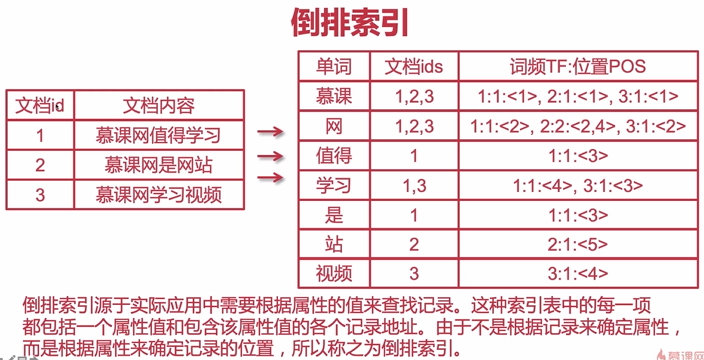 倒排索引
文档id 文档内容
1 慕课网值得学习
2 慕课网是网站
3 慕课网学习视频
单词 文档ids 词频TF:位置POS
慕课 1,2,3 1:1:<1>, 2:1:<1>, 3:1:<1>
网 1,2,3 1:1:<2>, 2:2:<2,4>, 3:1:<2>
值得 1 1:1:<3>
学习 1,3 1:1:<4>, 3:1:<3>
是 1 1:1:<3>
站 2 2:1:<5>
视频 3 3:1:<4>
倒排索引源于实际应用中需要根据属性的值来查找记录。这种索引表中的每一项
都包括一个属性值和包含该属性值的各个记录地址。由于不是根据记录来确定属性，
而是根据属性来确定记录的位置，所以称之为倒排索引。
慕课网